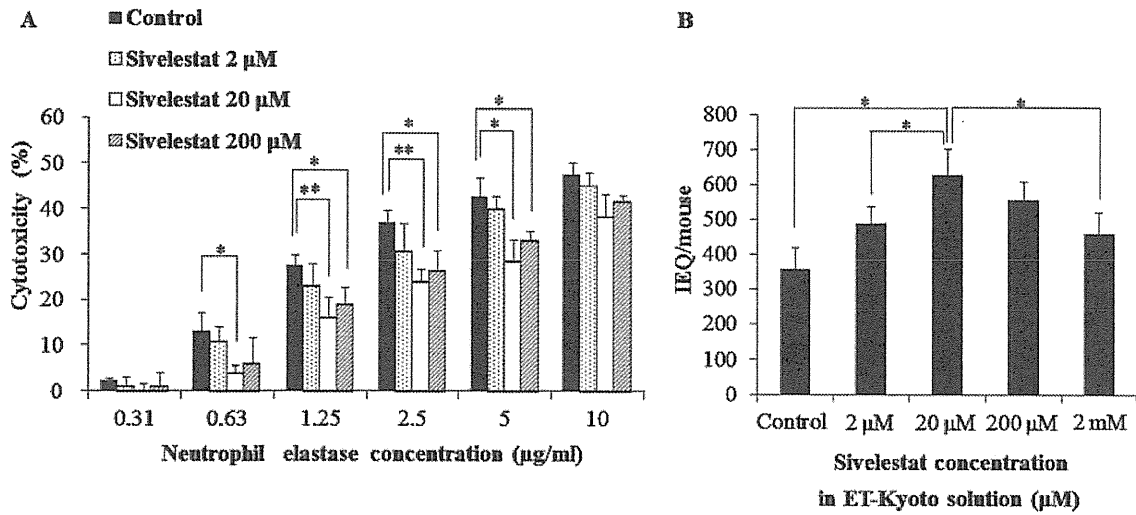 A
Control
Sivelestat 2 µM
Sivelestat 20 µM
Sivelestat 200 µM
Cytotoxicity (%)
60
50
40
30
20
10
0
*
**
*
**
*
*
*
0.31 0.63 1.25 2.5 5 10
Neutrophil elastase concentration (µg/ml)
B
IEQ/mouse
800
700
600
500
400
300
200
100
0
*
*
*
Control 2 µM 20 µM 200 µM 2 mM
Sivelestat concentration
in ET-Kyoto solution (µM)